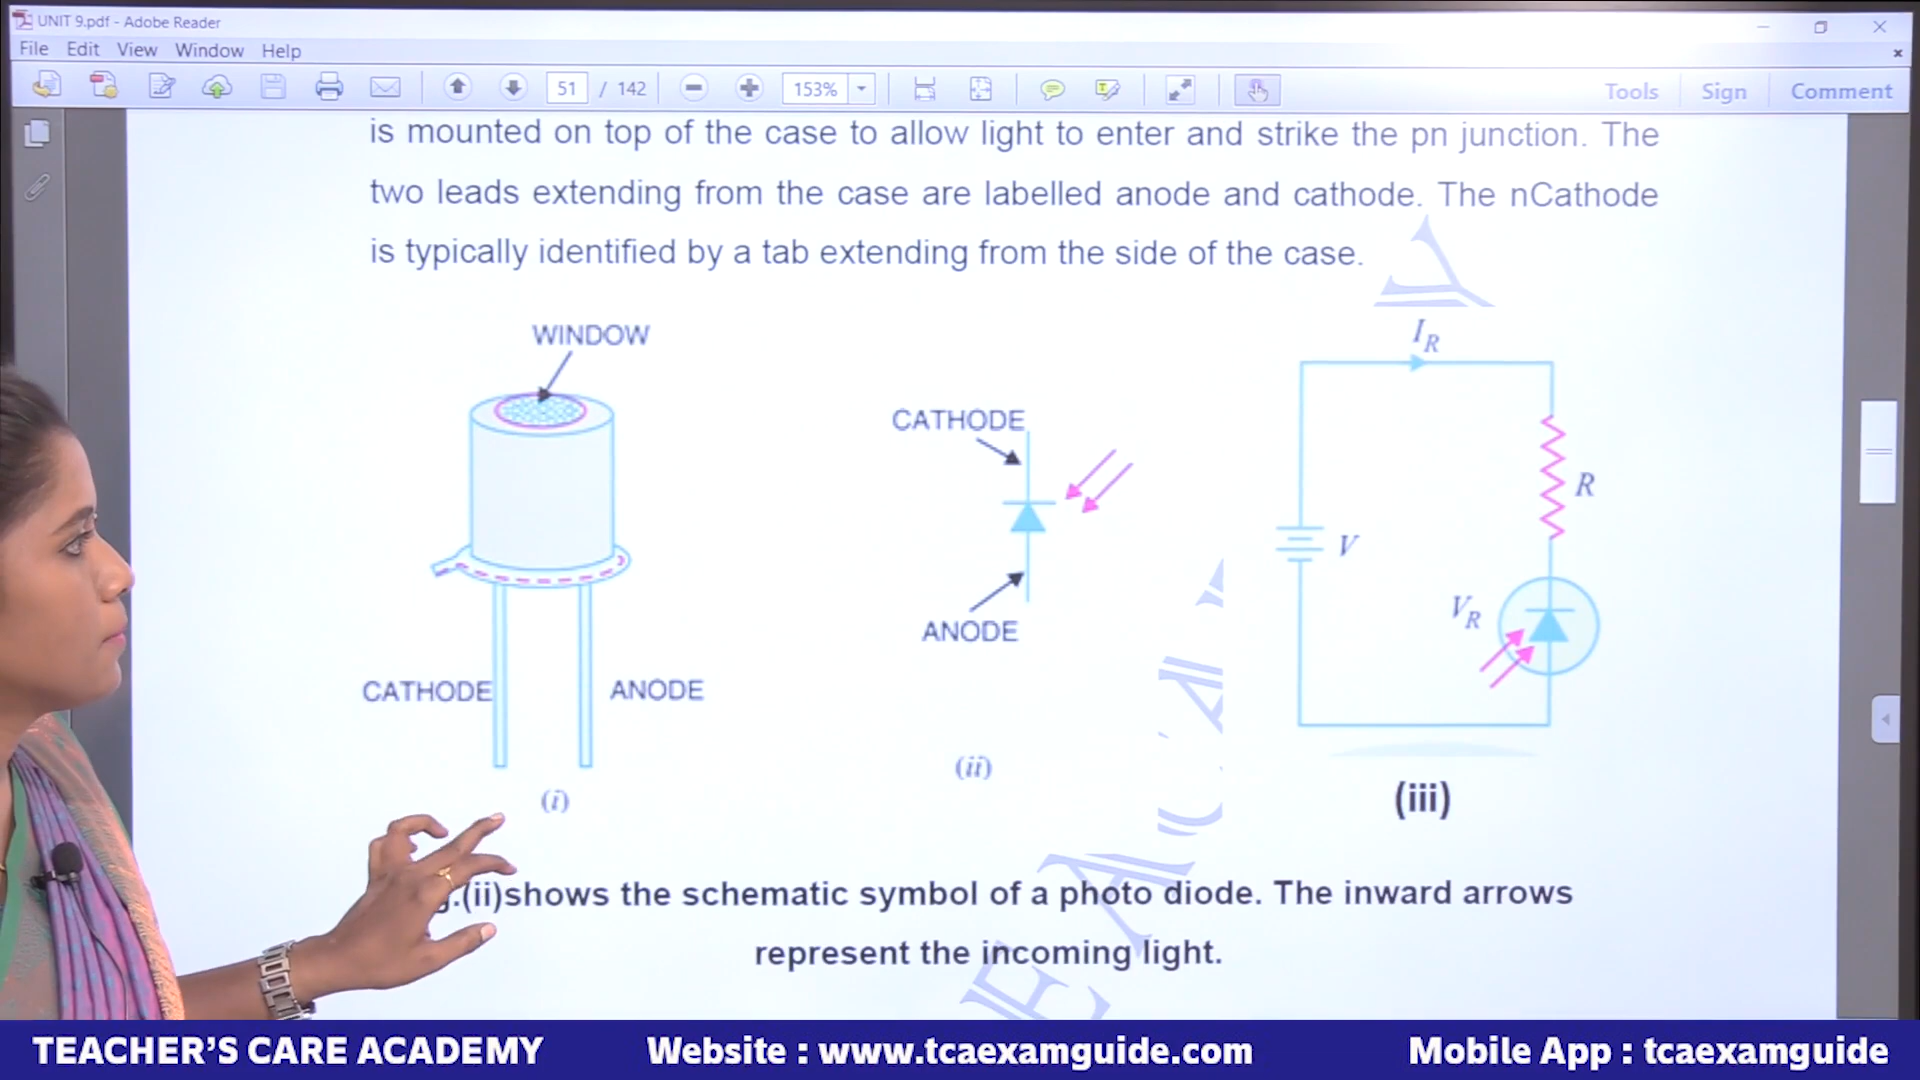 UNIT 9.pdf - Adobe Reader
File Edit View Window Help
51 / 142 153% Tools Sign Comment
is mounted on top of the case to allow light to enter and strike the pn junction. The
two leads extending from the case are labelled anode and cathode. The nCathode
is typically identified by a tab extending from the side of the case.
WINDOW
CATHODE
ANODE
(i)
CATHODE
ANODE
(ii)
I_R
R
V
V_R
(iii)
.(ii)shows the schematic symbol of a photo diode. The inward arrows
represent the incoming light.
TEACHER'S CARE ACADEMY Website : www.tcaexamguide.com Mobile App : tcaexamguide